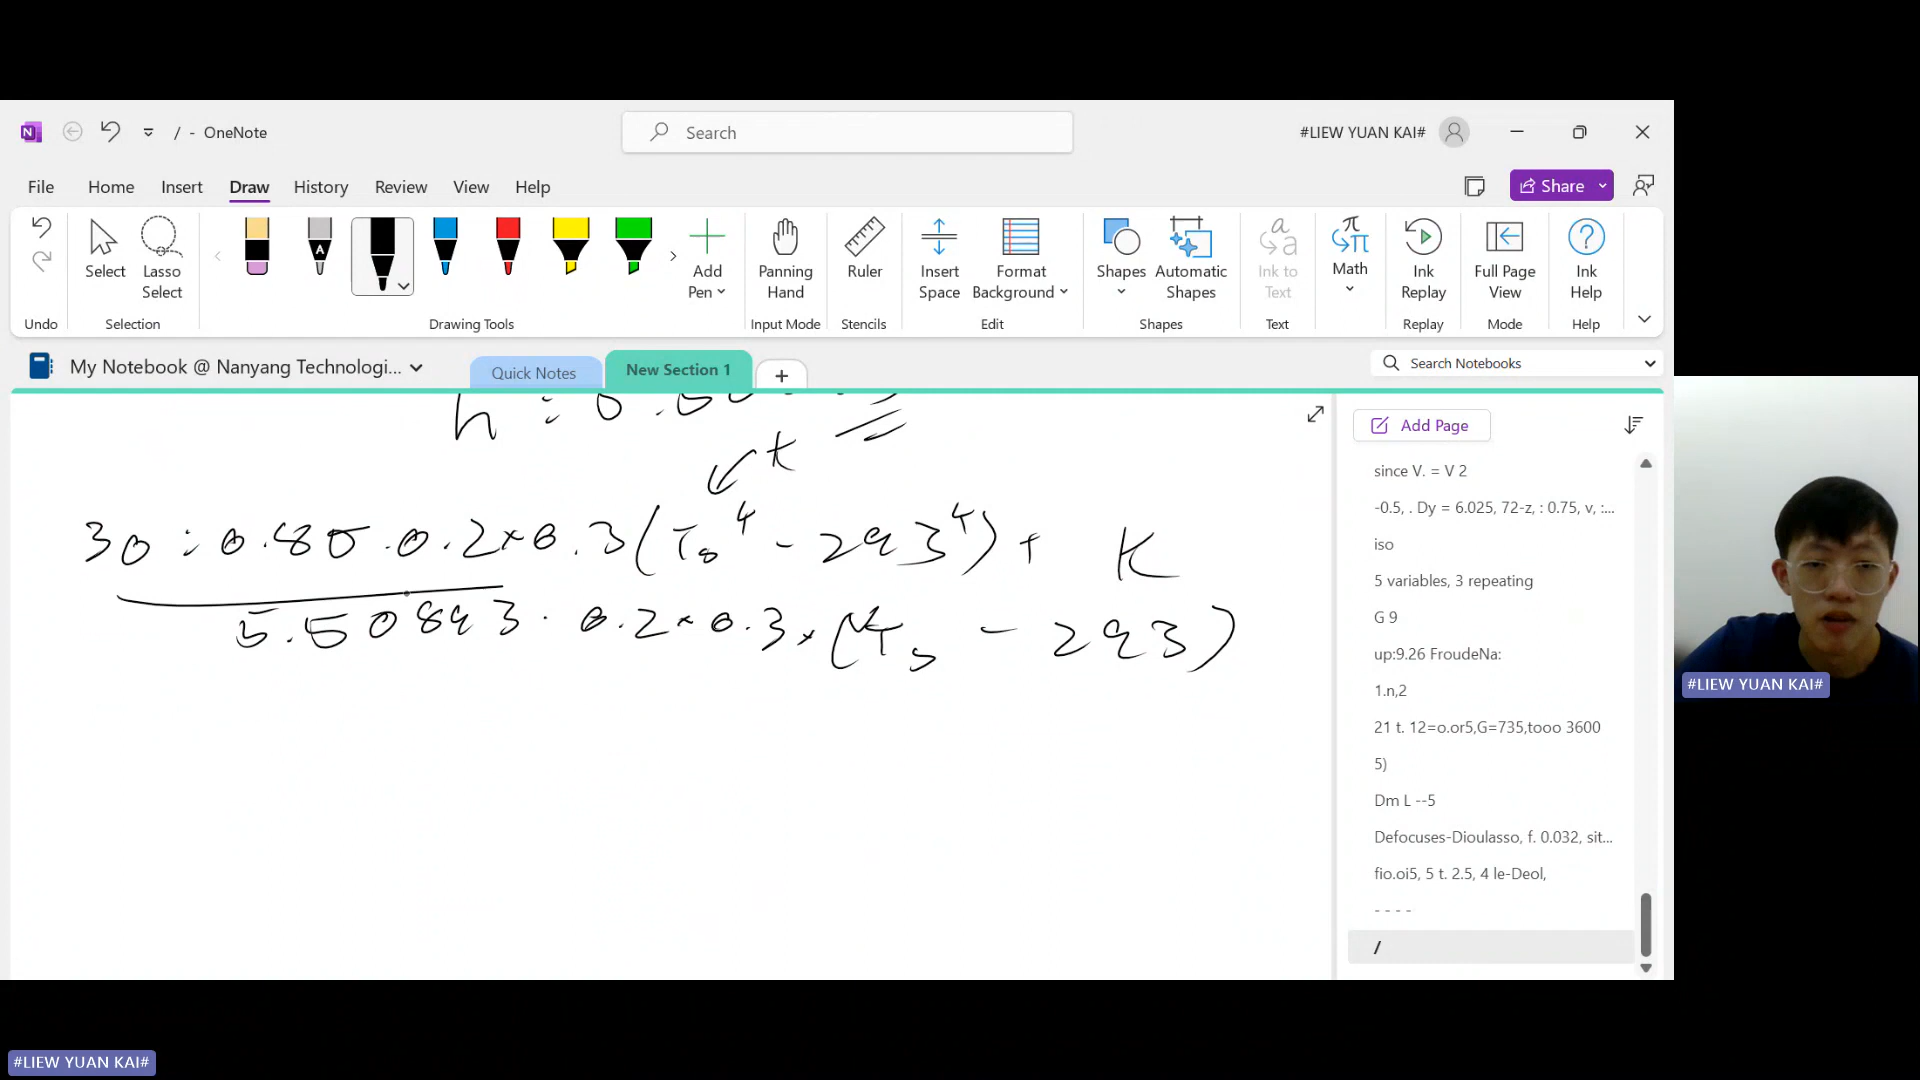 / - OneNote
Search
#LIEW YUAN KAI#
File Home Insert Draw History Review View Help
Share
Undo
Select
Lasso Select
Selection
A
Drawing Tools
Add Pen
Panning Hand
Input Mode
Ruler
Stencils
Insert Space
Format Background
Edit
Shapes
Automatic Shapes
Shapes
a a
Ink to Text
Text
Math
Ink Replay
Replay
Full Page View
Mode
Ink Help
Help
My Notebook @ Nanyang Technologi...
Quick Notes
New Section 1
+
Search Notebooks
K
30 = 0.8σ.0.2×0.3(Ts⁴ - 293⁴) + K
5.50893 . 0.2×0.3×(Ts - 293)
Add Page
since V. = V 2
-0.5, . Dy = 6.025, 72-z, : 0.75, v, :...
iso
5 variables, 3 repeating
G 9
up:9.26 FroudeNa:
1.n,2
21 t. 12=o.or5,G=735,tooo 3600
5)
Dm L --5
Defocuses-Dioulasso, f. 0.032, sit...
fio.oi5, 5 t. 2.5, 4 le-Deol,
- - - -
/
#LIEW YUAN KAI#
#LIEW YUAN KAI#